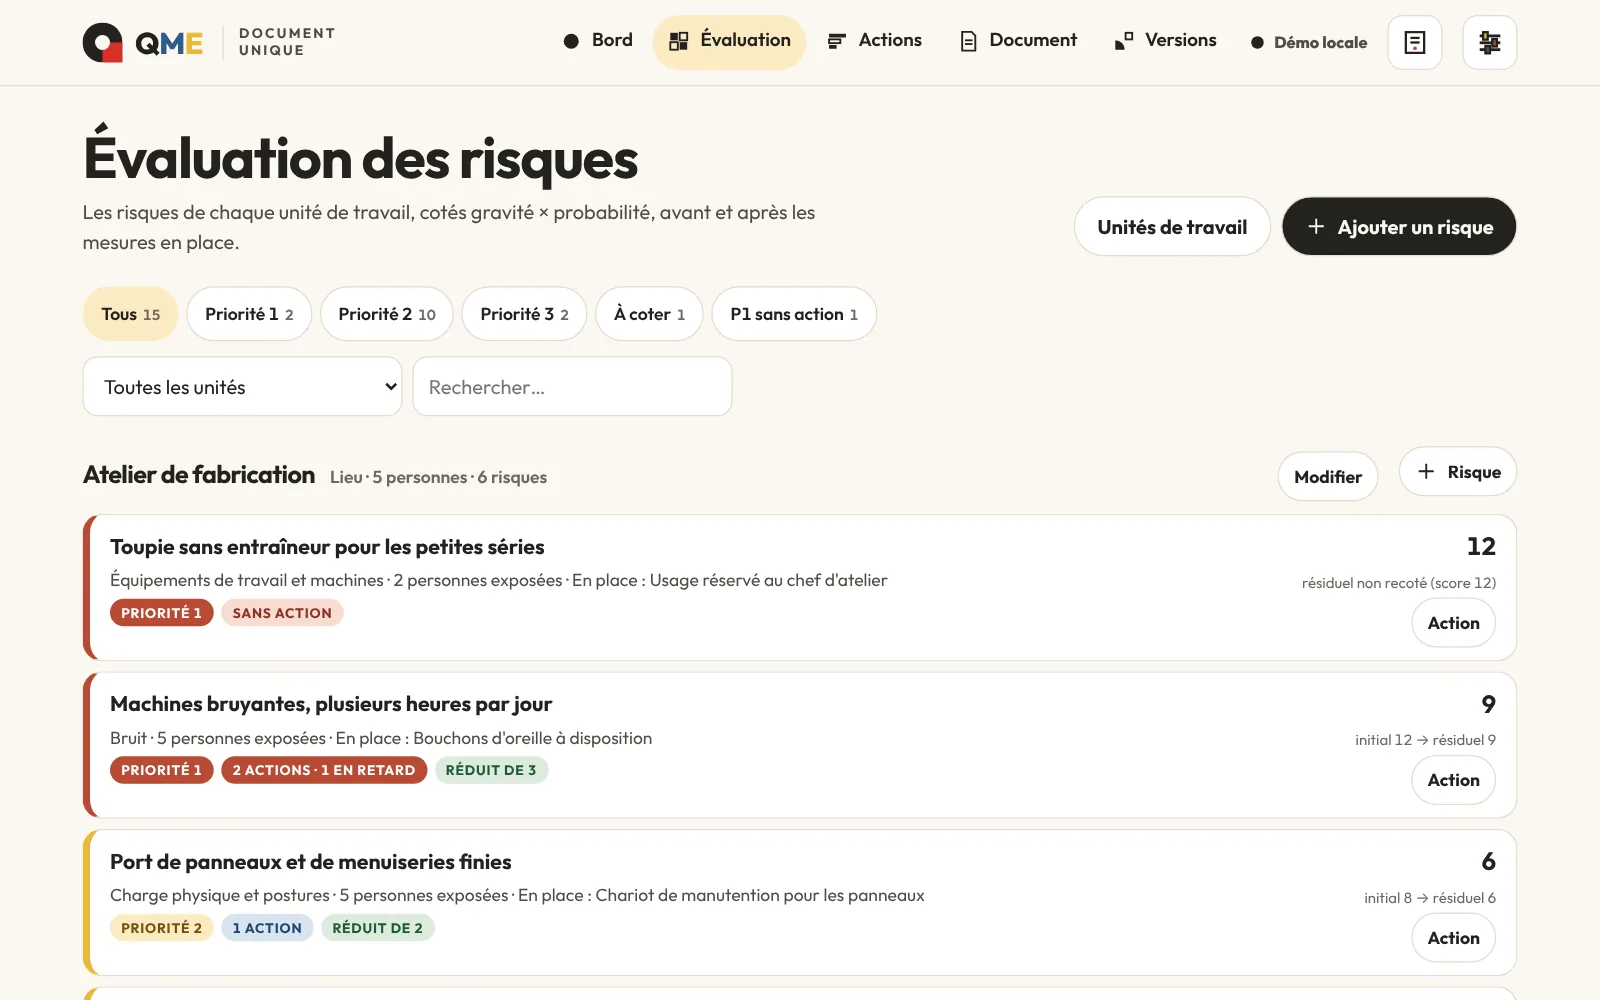 QME DOCUMENT UNIQUE
Bord
Évaluation
Actions
Document
Versions
Démo locale
Évaluation des risques
Les risques de chaque unité de travail, cotés gravité × probabilité, avant et après les
mesures en place.
Unités de travail
+ Ajouter un risque
Tous 15
Priorité 1 2
Priorité 2 10
Priorité 3 2
À coter 1
P1 sans action 1
Toutes les unités
Rechercher...
Atelier de fabrication Lieu · 5 personnes · 6 risques
Modifier
+ Risque
Toupie sans entraîneur pour les petites séries
12
Équipements de travail et machines · 2 personnes exposées · En place : Usage réservé au chef d'atelier
résiduel non recoté (score 12)
PRIORITÉ 1
SANS ACTION
Action
Machines bruyantes, plusieurs heures par jour
9
Bruit · 5 personnes exposées · En place : Bouchons d'oreille à disposition
initial 12 → résiduel 9
PRIORITÉ 1
2 ACTIONS · 1 EN RETARD
RÉDUIT DE 3
Action
Port de panneaux et de menuiseries finies
6
Charge physique et postures · 5 personnes exposées · En place : Chariot de manutention pour les panneaux
initial 8 → résiduel 6
PRIORITÉ 2
1 ACTION
RÉDUIT DE 2
Action